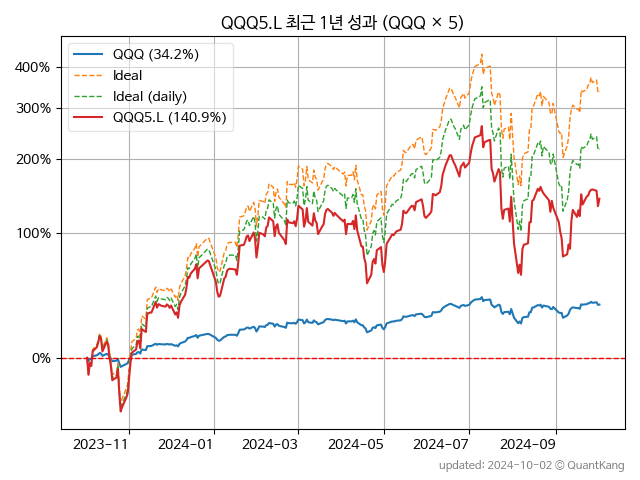 QQQ5.L 최근 1년 성과 (QQQ × 5)
QQQ (34.2%)
Ideal
Ideal (daily)
QQQ5.L (140.9%)
400%
300%
200%
100%
0%
2023-11 2024-01 2024-03 2024-05 2024-07 2024-09
updated: 2024-10-02 © QuantKang